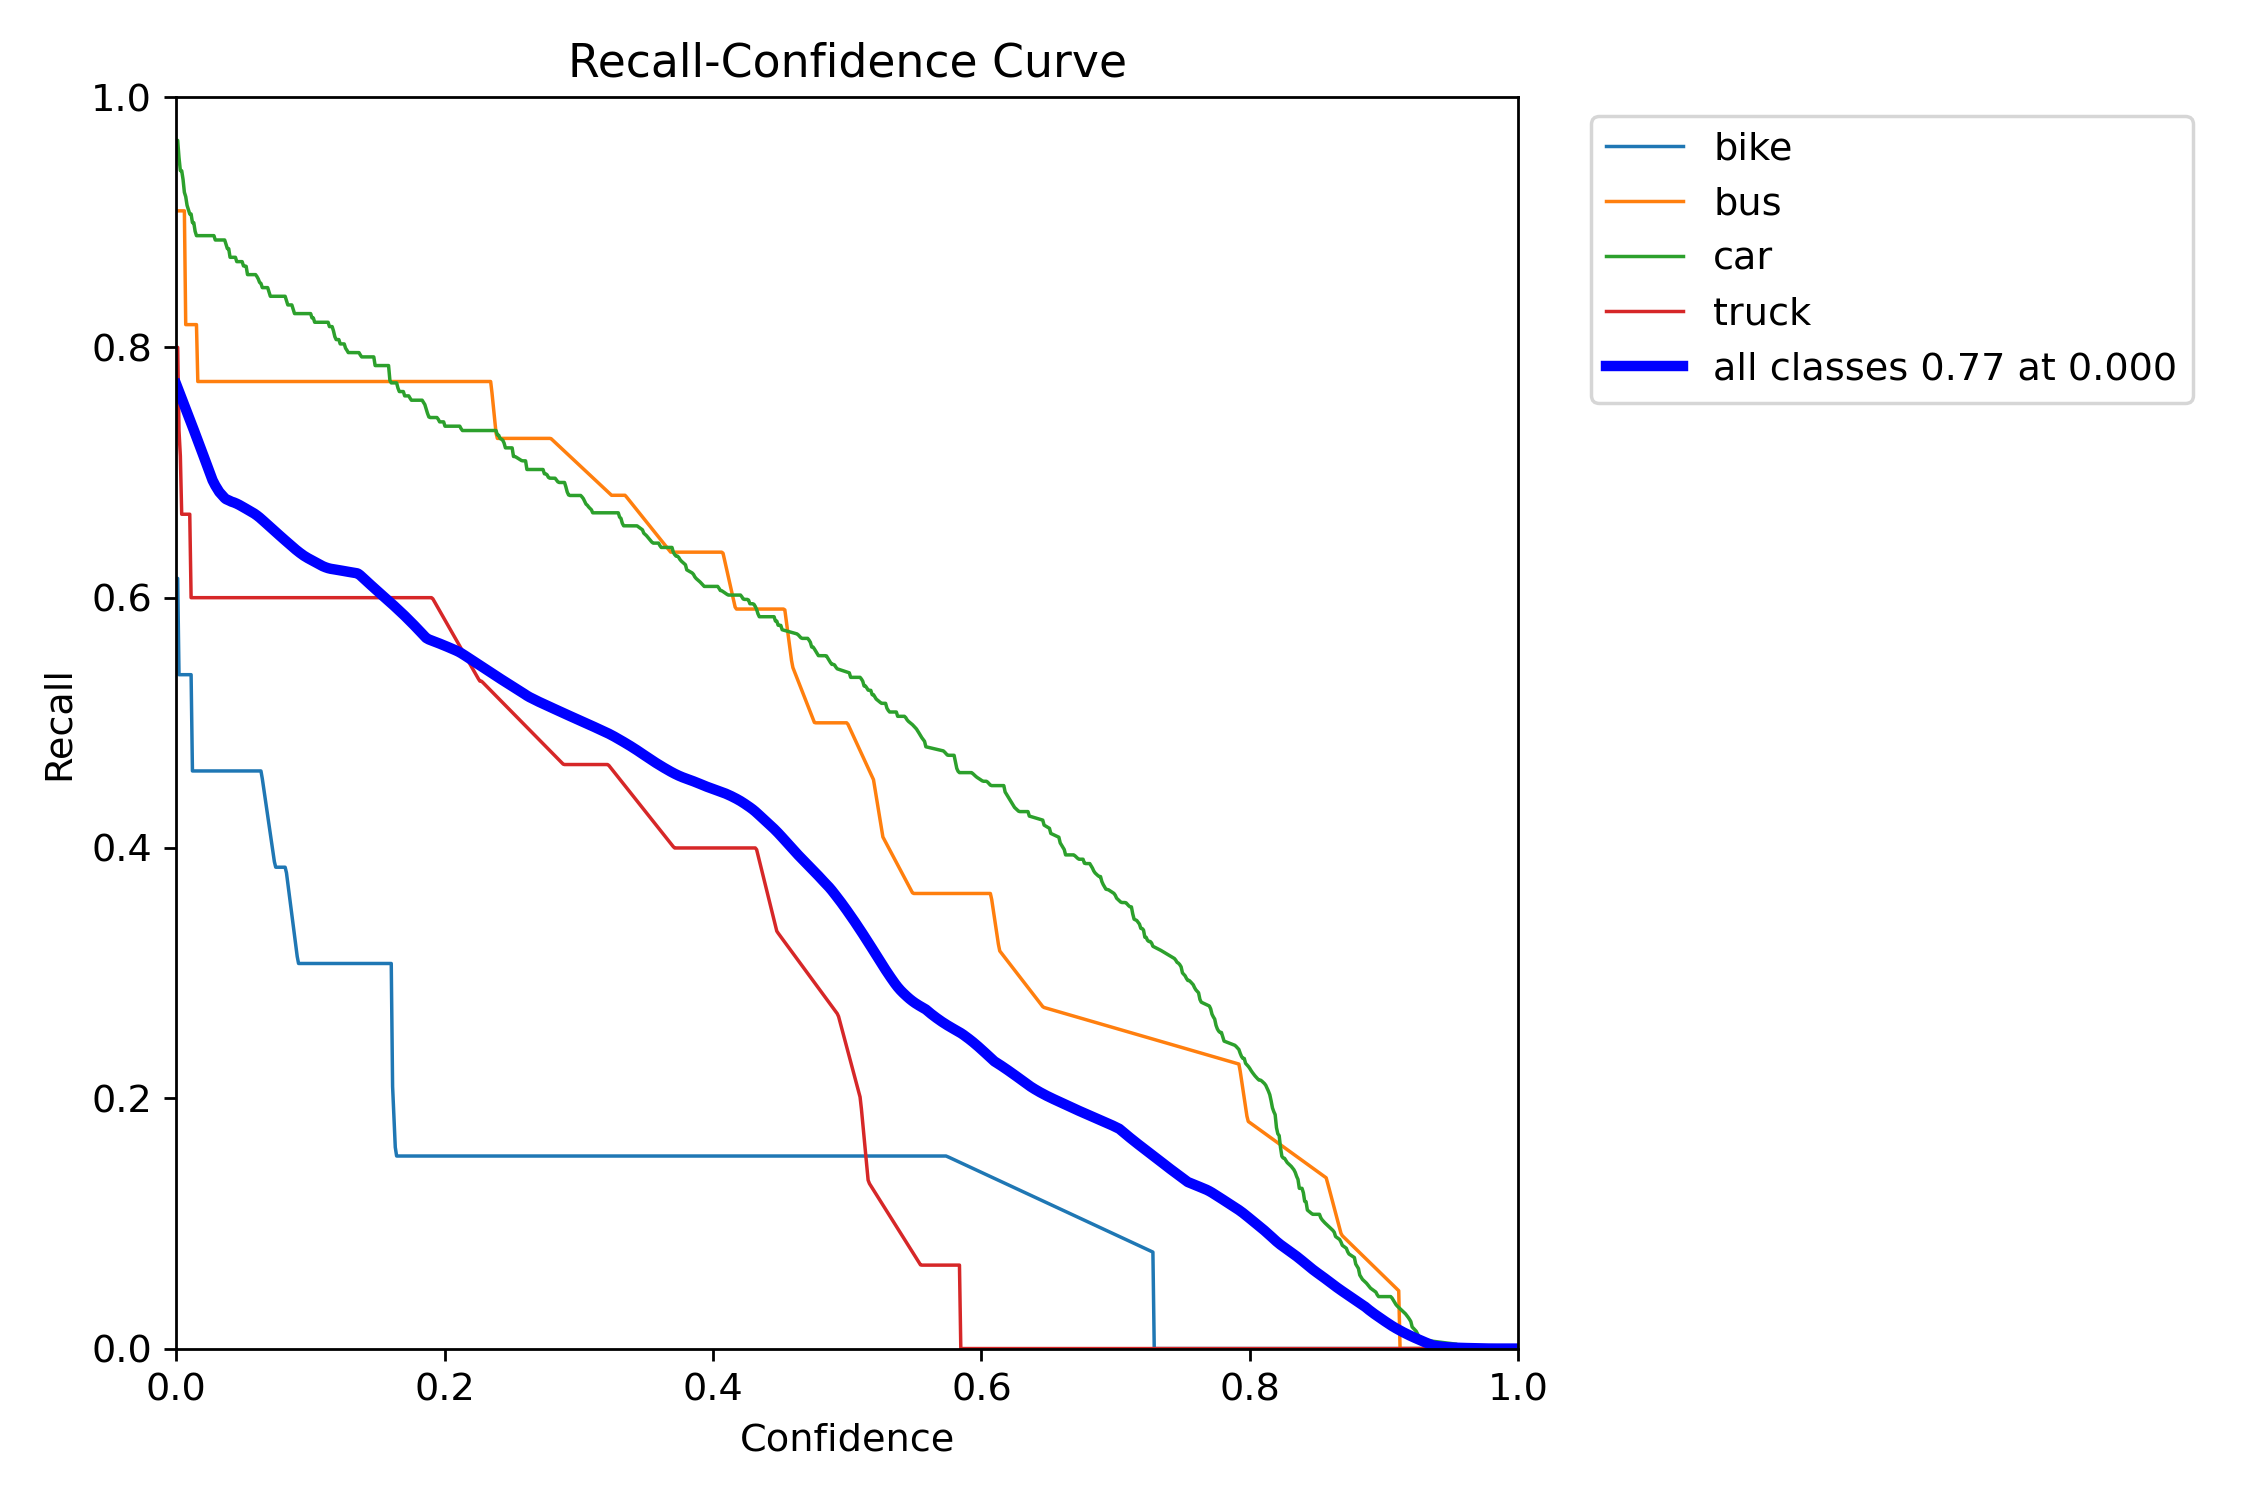 Recall-Confidence Curve
1.0
0.8
0.6
0.4
0.2
0.0
Recall
0.0 0.2 0.4 0.6 0.8 1.0
Confidence
bike
bus
car
truck
all classes 0.77 at 0.000